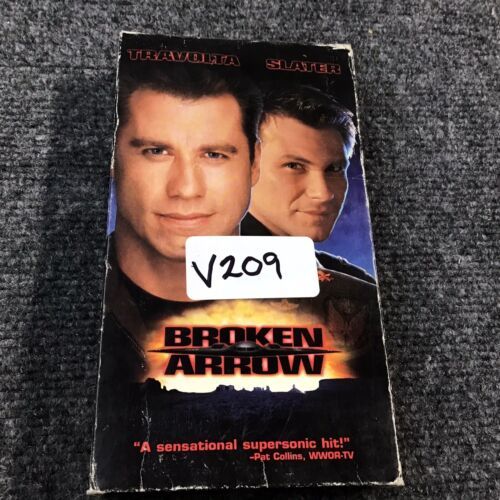 TRAVOLTA SLATER
V209
BROKEN
ARROW
"A sensational supersonic hit!"
–Pat Collins, WWOR-TV